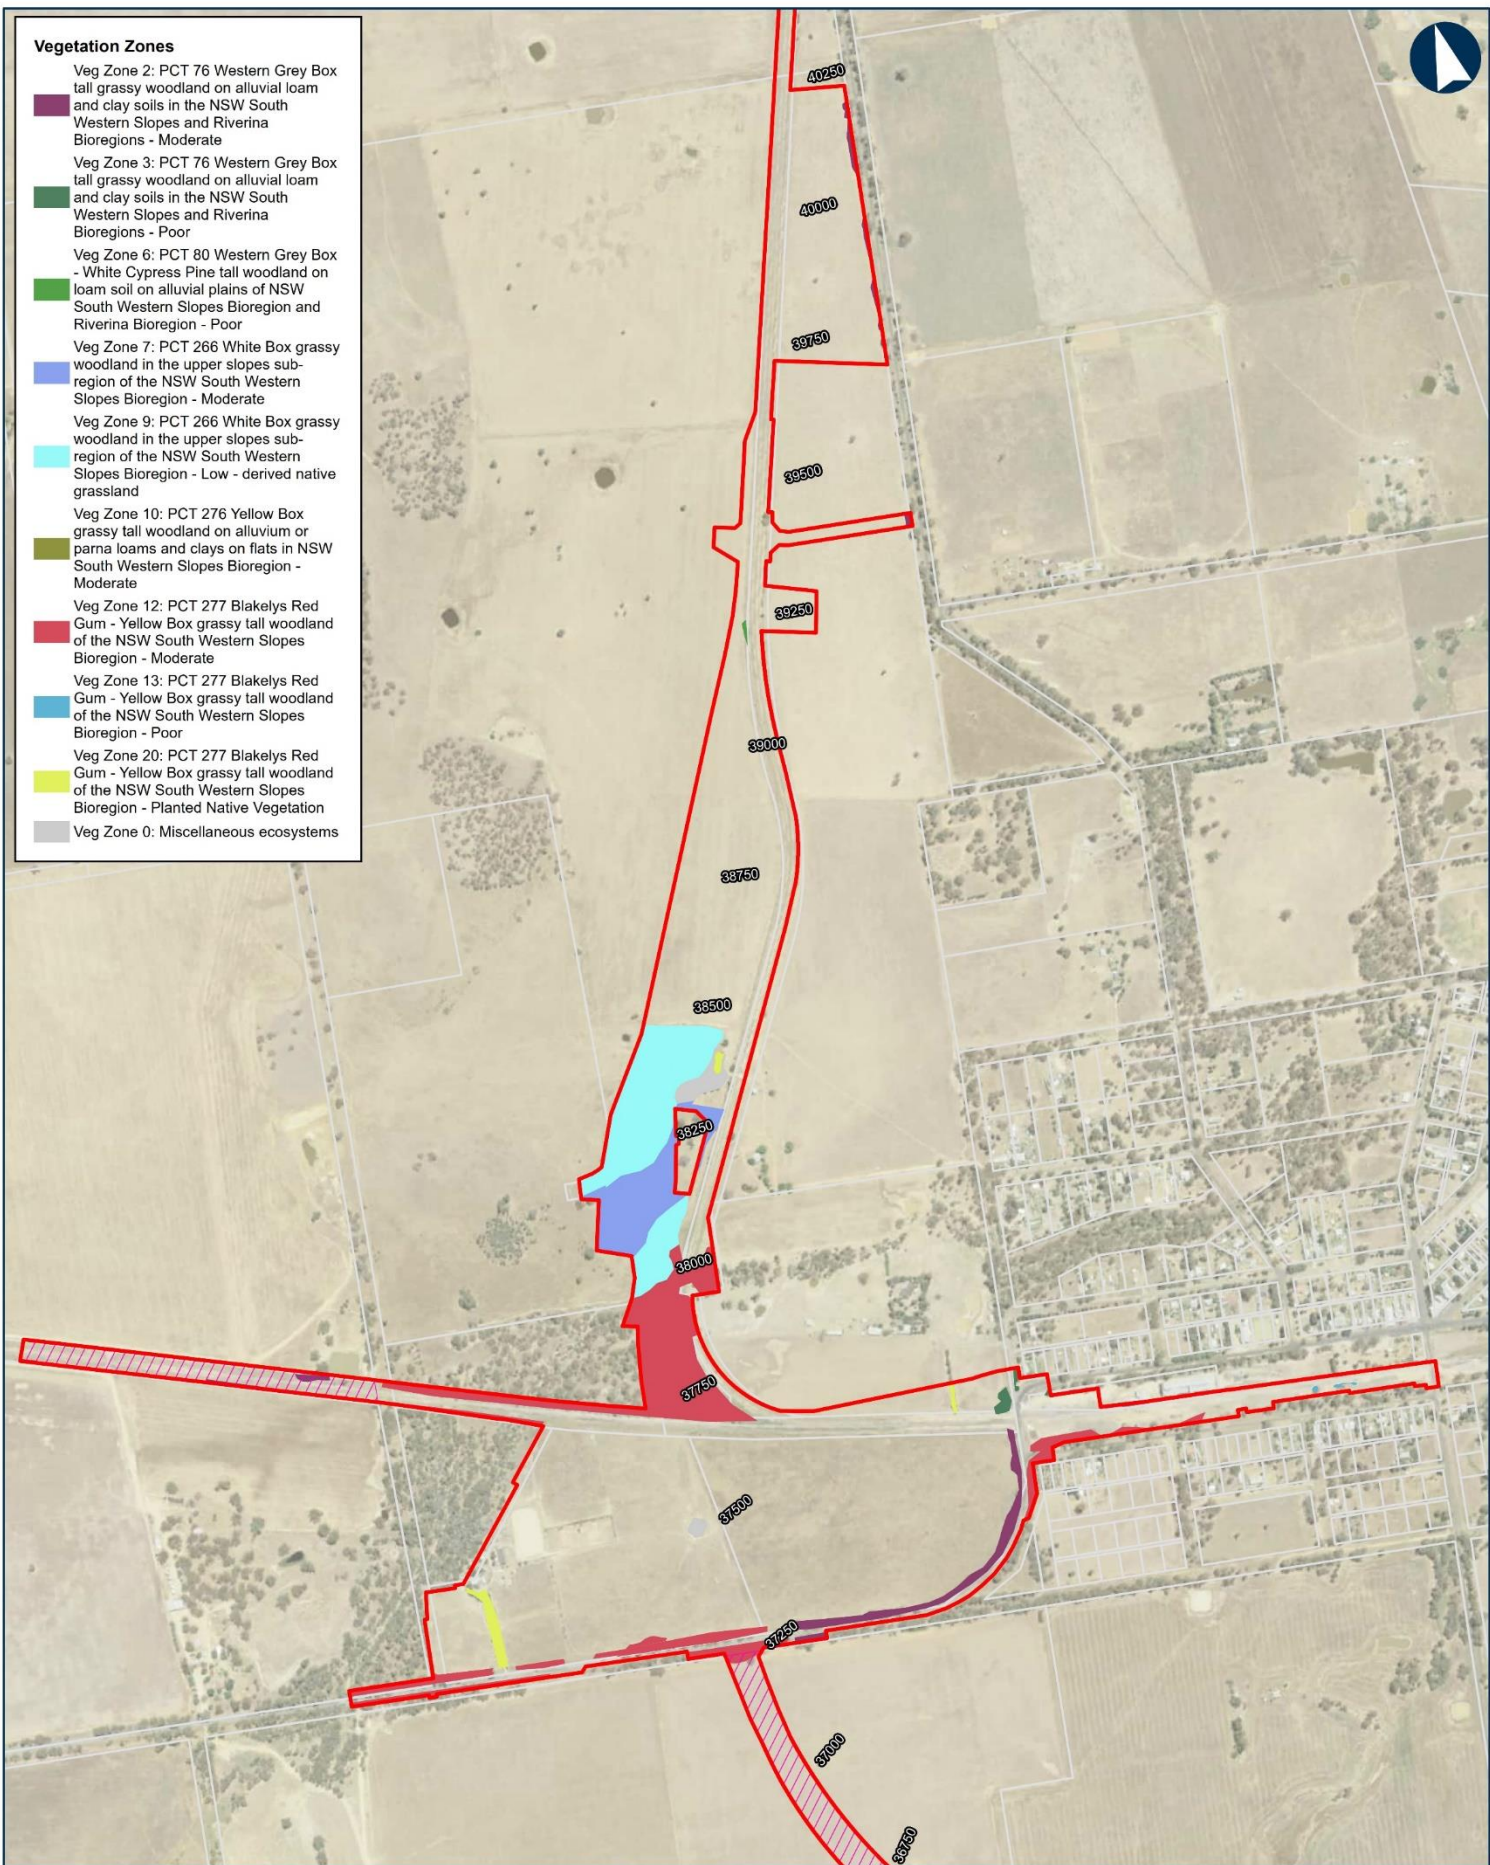 Vegetation Zones
Veg Zone 2: PCT 76 Western Grey Box
tall grassy woodland on alluvial loam
and clay soils in the NSW South
Western Slopes and Riverina
Bioregions - Moderate
Veg Zone 3: PCT 76 Western Grey Box
tall grassy woodland on alluvial loam
and clay soils in the NSW South
Western Slopes and Riverina
Bioregions - Poor
Veg Zone 6: PCT 80 Western Grey Box
- White Cypress Pine tall woodland on
loam soil on alluvial plains of NSW
South Western Slopes Bioregion and
Riverina Bioregion - Poor
Veg Zone 7: PCT 266 White Box grassy
woodland in the upper slopes sub-
region of the NSW South Western
Slopes Bioregion - Moderate
Veg Zone 9: PCT 266 White Box grassy
woodland in the upper slopes sub-
region of the NSW South Western
Slopes Bioregion - Low - derived native
grassland
Veg Zone 10: PCT 276 Yellow Box
grassy tall woodland on alluvium or
parna loams and clays on flats in NSW
South Western Slopes Bioregion -
Moderate
Veg Zone 12: PCT 277 Blakelys Red
Gum - Yellow Box grassy tall woodland
of the NSW South Western Slopes
Bioregion - Moderate
Veg Zone 13: PCT 277 Blakelys Red
Gum - Yellow Box grassy tall woodland
of the NSW South Western Slopes
Bioregion - Poor
Veg Zone 20: PCT 277 Blakelys Red
Gum - Yellow Box grassy tall woodland
of the NSW South Western Slopes
Bioregion - Planted Native Vegetation
Veg Zone 0: Miscellaneous ecosystems
40250
40000
39750
39500
39250
39000
38750
38500
38250
38000
37750
37500
37250
37000
36750